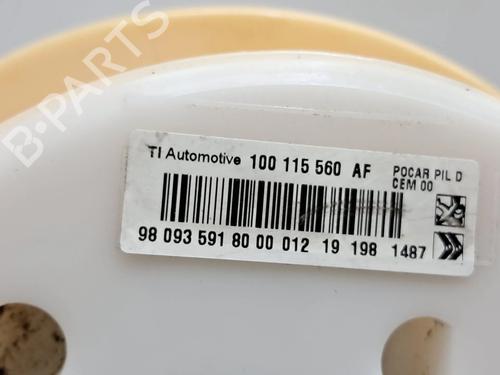 B-PARTS
TI Automotive 100 115 560 AF
POCAR PIL D
CEM 00
98 093 591 80 00 012 19 198 1487